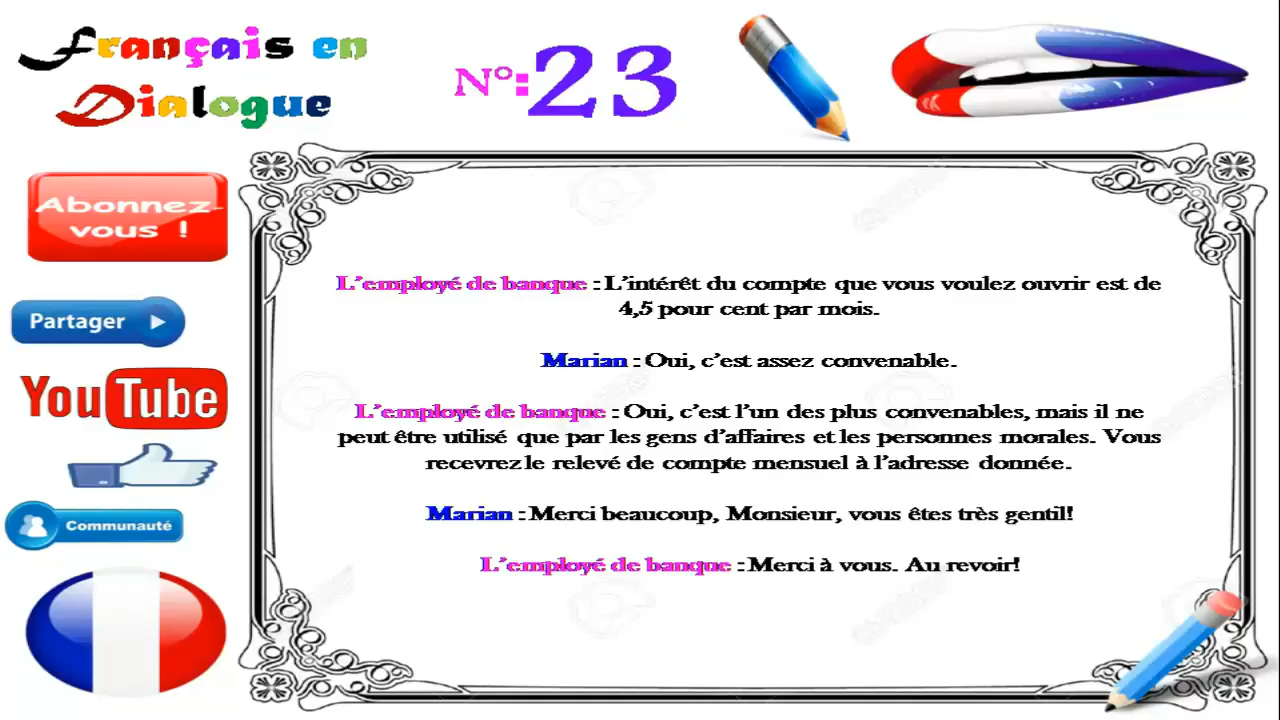 Français en
Dialogue
N°:23
Abonnez-
vous !
Partager
YouTube
Communauté
L'employé de banque : L'intérêt du compte que vous voulez ouvrir est de
4,5 pour cent par mois.
Marian : Oui, c'est assez convenable.
L'employé de banque : Oui, c'est l'un des plus convenables, mais il ne
peut être utilisé que par les gens d'affaires et les personnes morales. Vous
recevrez le relevé de compte mensuel à l'adresse donnée.
Marian : Merci beaucoup, Monsieur, vous êtes très gentil!
L'employé de banque : Merci à vous. Au revoir!